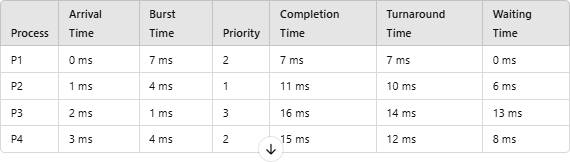 Process Arrival Time Burst Time Priority Completion Time Turnaround Time Waiting Time
P1 0 ms 7 ms 2 7 ms 7 ms 0 ms
P2 1 ms 4 ms 1 11 ms 10 ms 6 ms
P3 2 ms 1 ms 3 16 ms 14 ms 13 ms
P4 3 ms 4 ms 2 15 ms 12 ms 8 ms